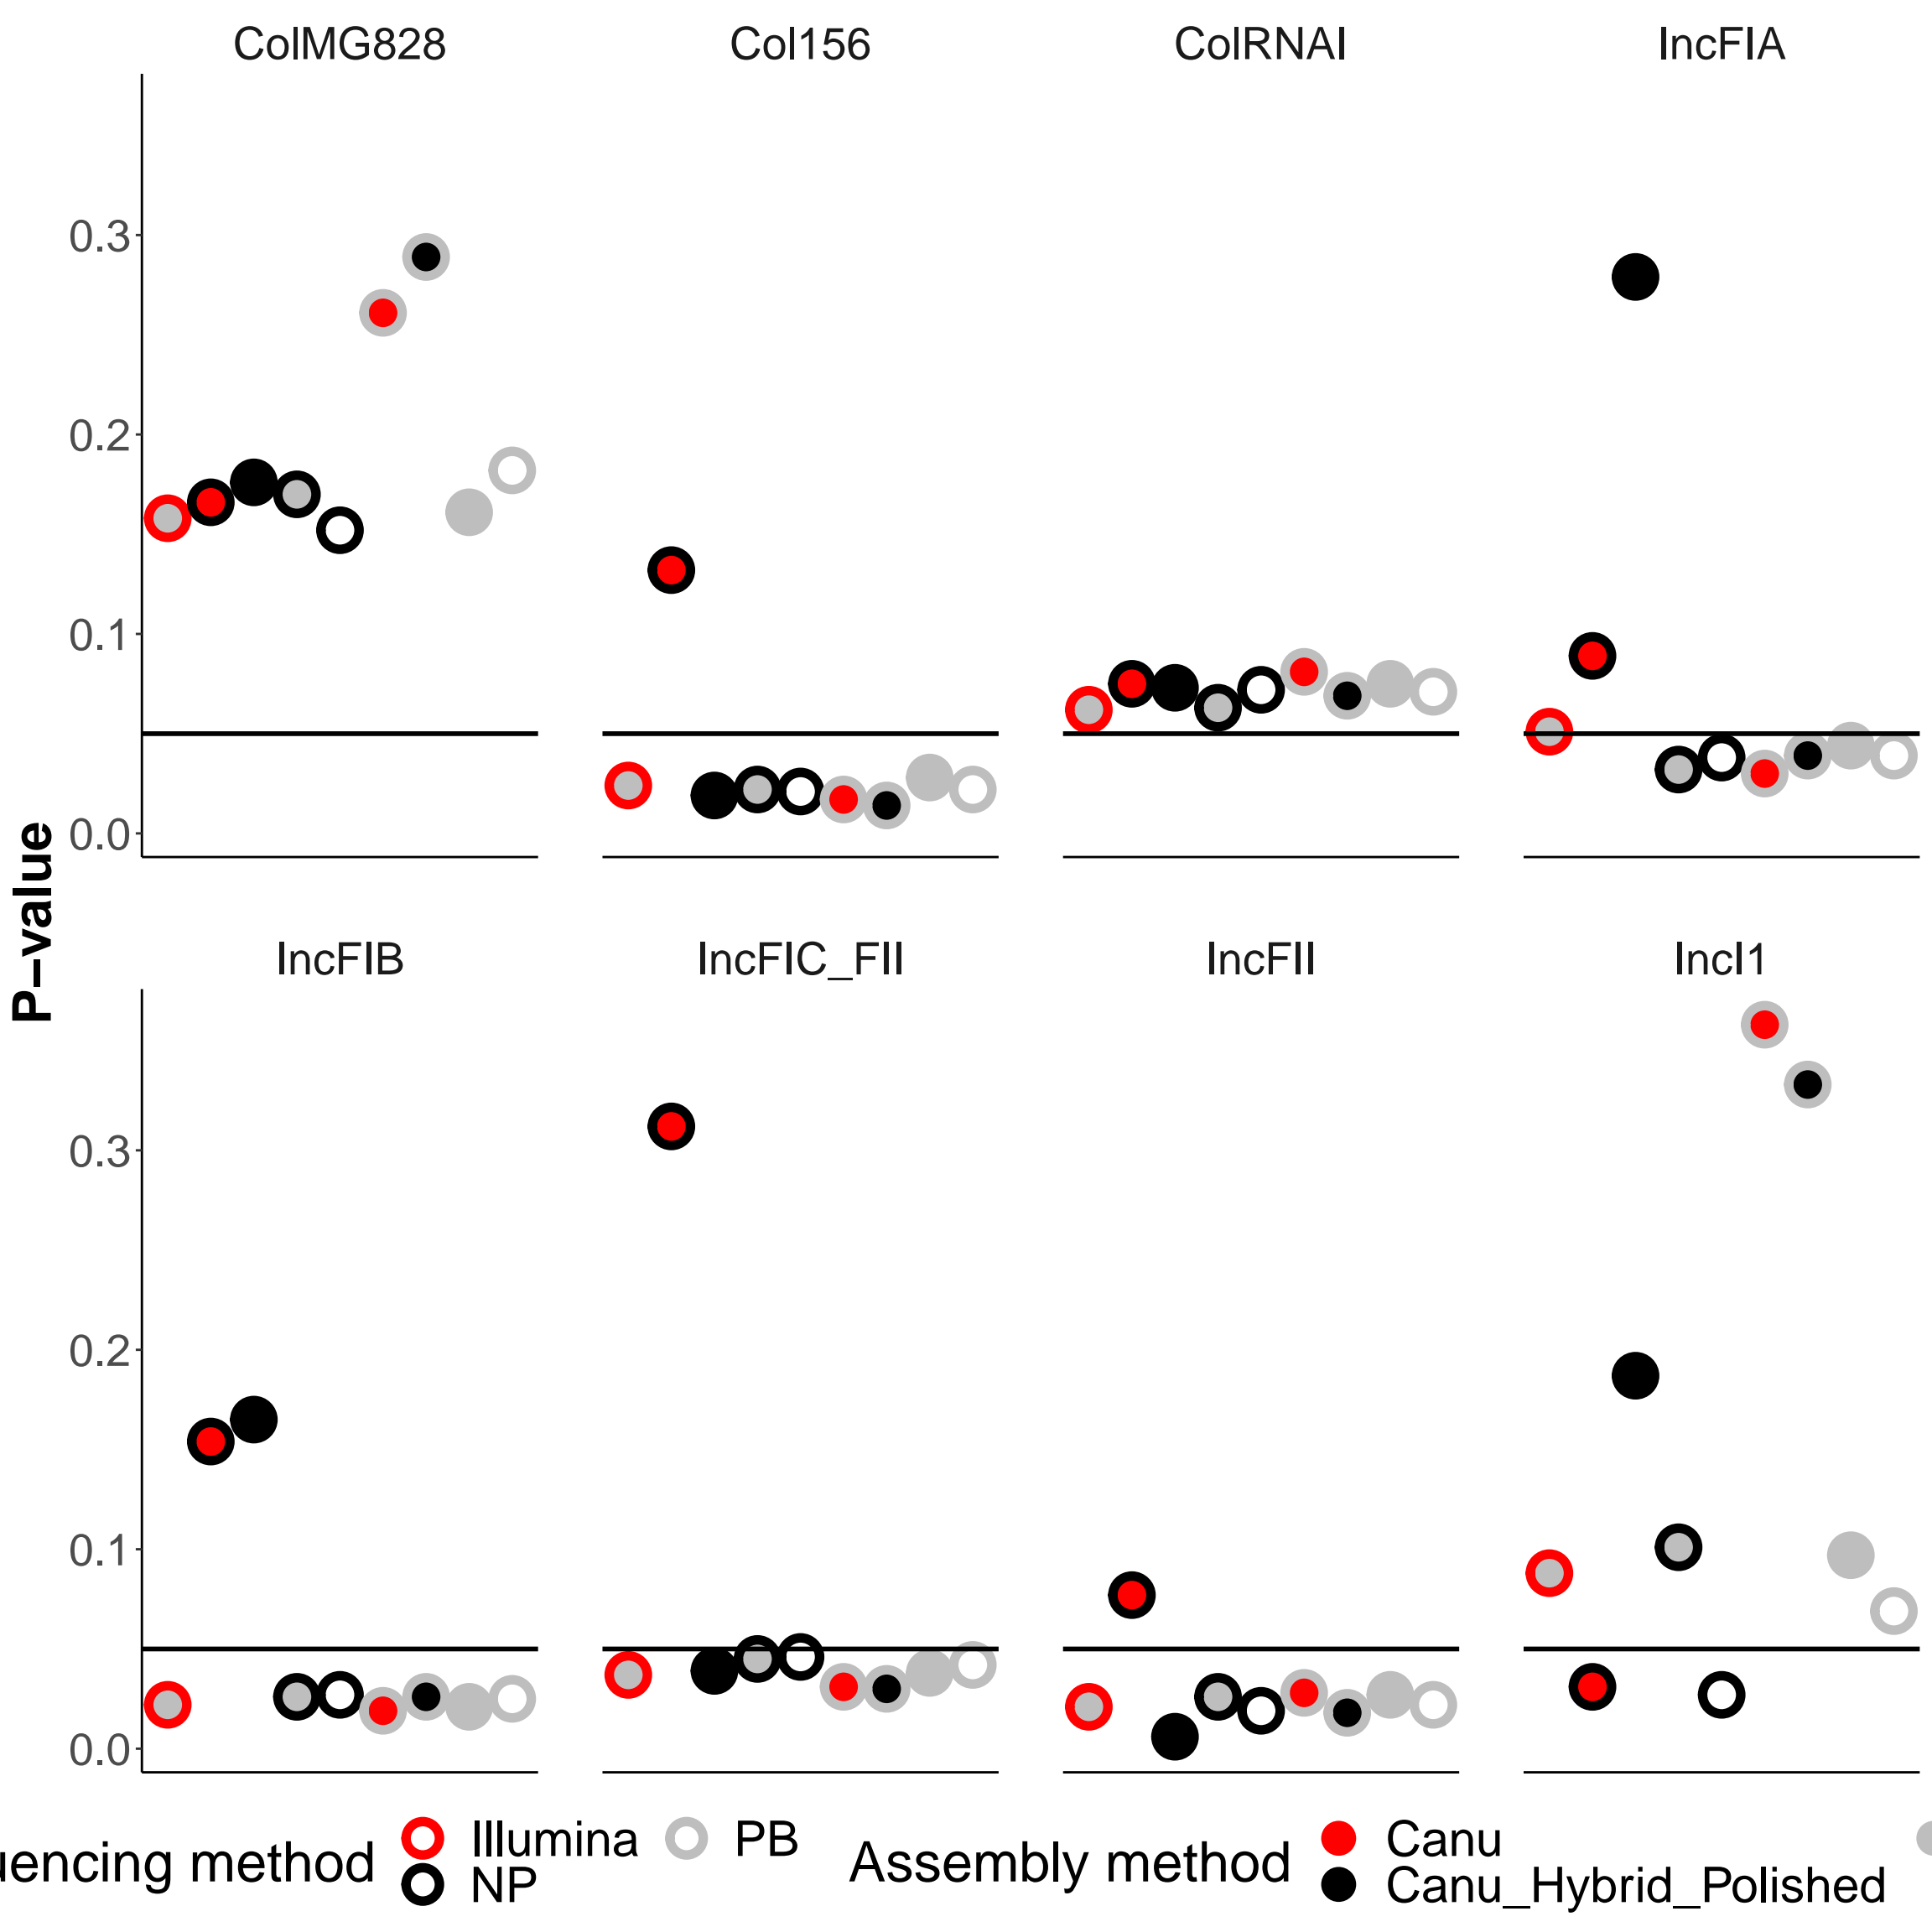 ColMG828 Col156 ColRNAI IncFIA
0.3
0.2
0.1
0.0
P−value
IncFIB IncFIC_FII IncFII IncI1
0.3
0.2
0.1
0.0
method Illumina PB Assembly method Canu
NP Canu_Hybrid_Polished